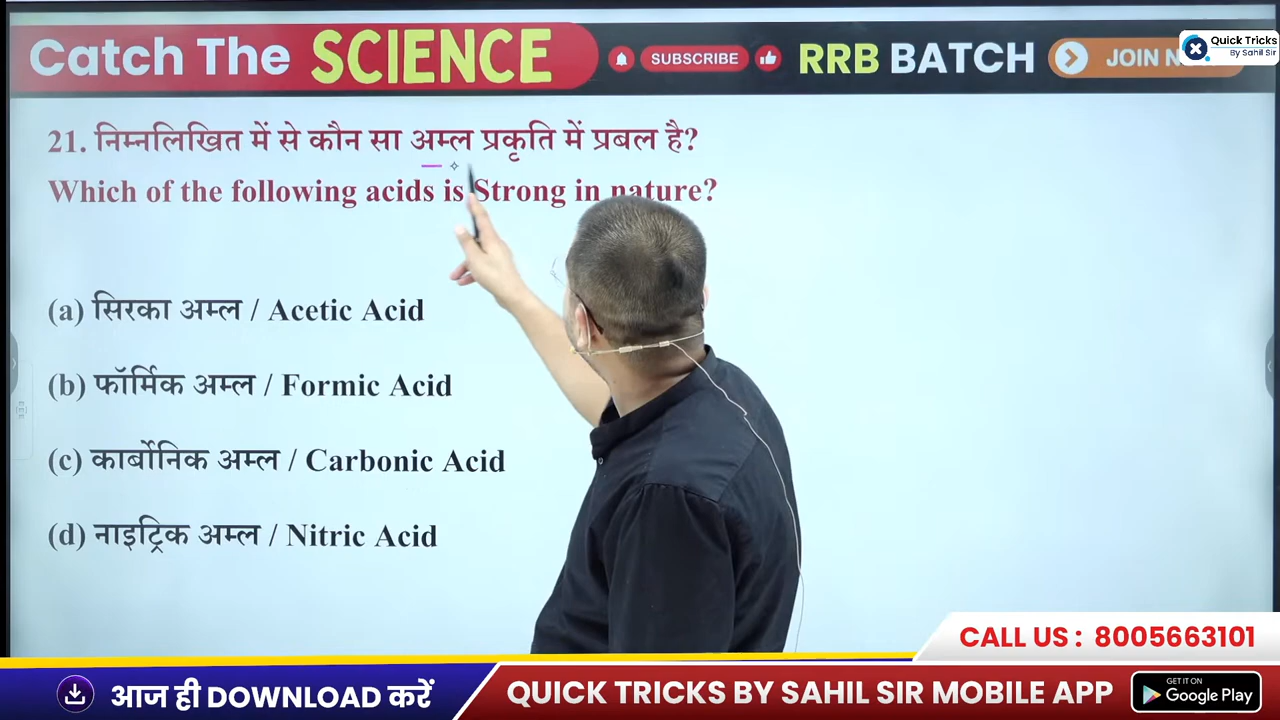 Catch The SCIENCE SUBSCRIBE RRB BATCH JOIN
Quick Tricks
By Sahil Sir
21. निम्नलिखित में से कौन सा अम्ल प्रकृति में प्रबल है?
Which of the following acids is Strong in nature?
(a) सिरका अम्ल / Acetic Acid
(b) फॉर्मिक अम्ल / Formic Acid
(c) कार्बोनिक अम्ल / Carbonic Acid
(d) नाइट्रिक अम्ल / Nitric Acid
CALL US : 8005663101
आज ही DOWNLOAD करें
QUICK TRICKS BY SAHIL SIR MOBILE APP
GET IT ON
Google Play